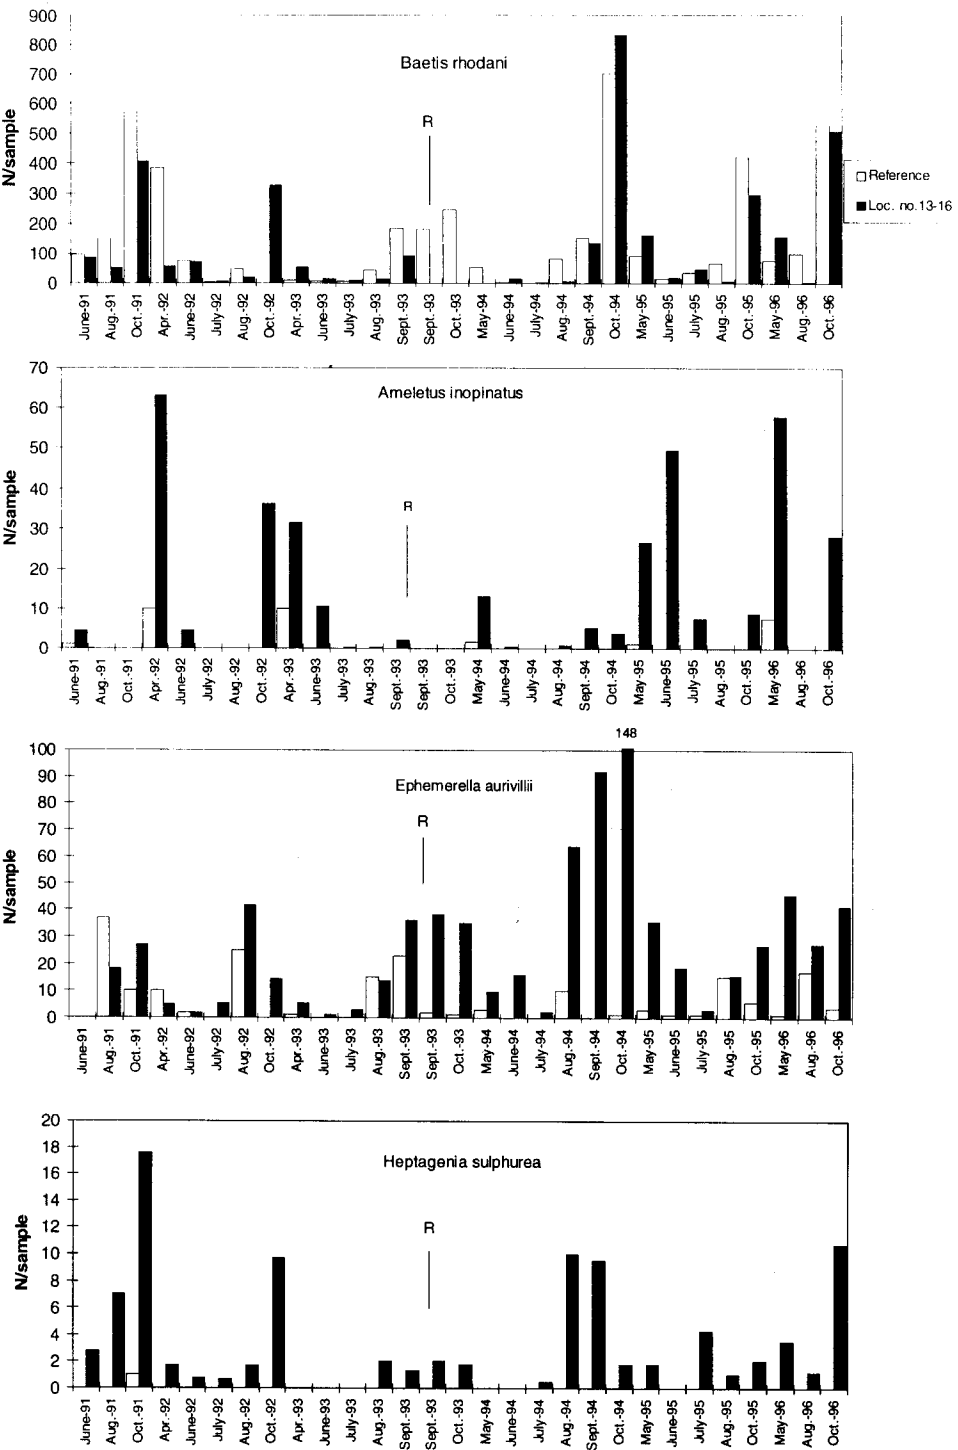 900
800
700
600
500
400
300
200
100
0
N/sample
Baetis rhodani
R
Reference
Loc. no.13-16
June-91 Aug.-91 Oct.-91 Apr.-92 June-92 July-92 Aug.-92 Oct.-92 Apr.-93 June-93 July-93 Aug.-93 Sept.-93 Sept.-93 Oct.-93 May-94 June-94 July-94 Aug.-94 Sept.-94 Oct.-94 May-95 June-95 July-95 Aug.-95 Oct.-95 May-96 Aug.-96 Oct.-96
70
60
50
40
30
20
10
0
N/sample
Ameletus inopinatus
R
June-91 Aug.-91 Oct.-91 Apr.-92 June-92 July-92 Aug.-92 Oct.-92 Apr.-93 June-93 July-93 Aug.-93 Sept.-93 Sept.-93 Oct.-93 May-94 June-94 July-94 Aug.-94 Sept.-94 Oct.-94 May-95 June-95 July-95 Aug.-95 Oct.-95 May-96 Aug.-96 Oct.-96
100
90
80
70
60
50
40
30
20
10
0
N/sample
148
Ephemerella aurivillii
R
June-91 Aug.-91 Oct.-91 Apr.-92 June-92 July-92 Aug.-92 Oct.-92 Apr.-93 June-93 July-93 Aug.-93 Sept.-93 Sept.-93 Oct.-93 May-94 June-94 July-94 Aug.-94 Sept.-94 Oct.-94 May-95 June-95 July-95 Aug.-95 Oct.-95 May-96 Aug.-96 Oct.-96
20
18
16
14
12
10
8
6
4
2
0
N/sample
Heptagenia sulphurea
R
June-91 Aug.-91 Oct.-91 Apr.-92 June-92 July-92 Aug.-92 Oct.-92 Apr.-93 June-93 July-93 Aug.-93 Sept.-93 Sept.-93 Oct.-93 May-94 June-94 July-94 Aug.-94 Sept.-94 Oct.-94 May-95 June-95 July-95 Aug.-95 Oct.-95 May-96 Aug.-96 Oct.-96